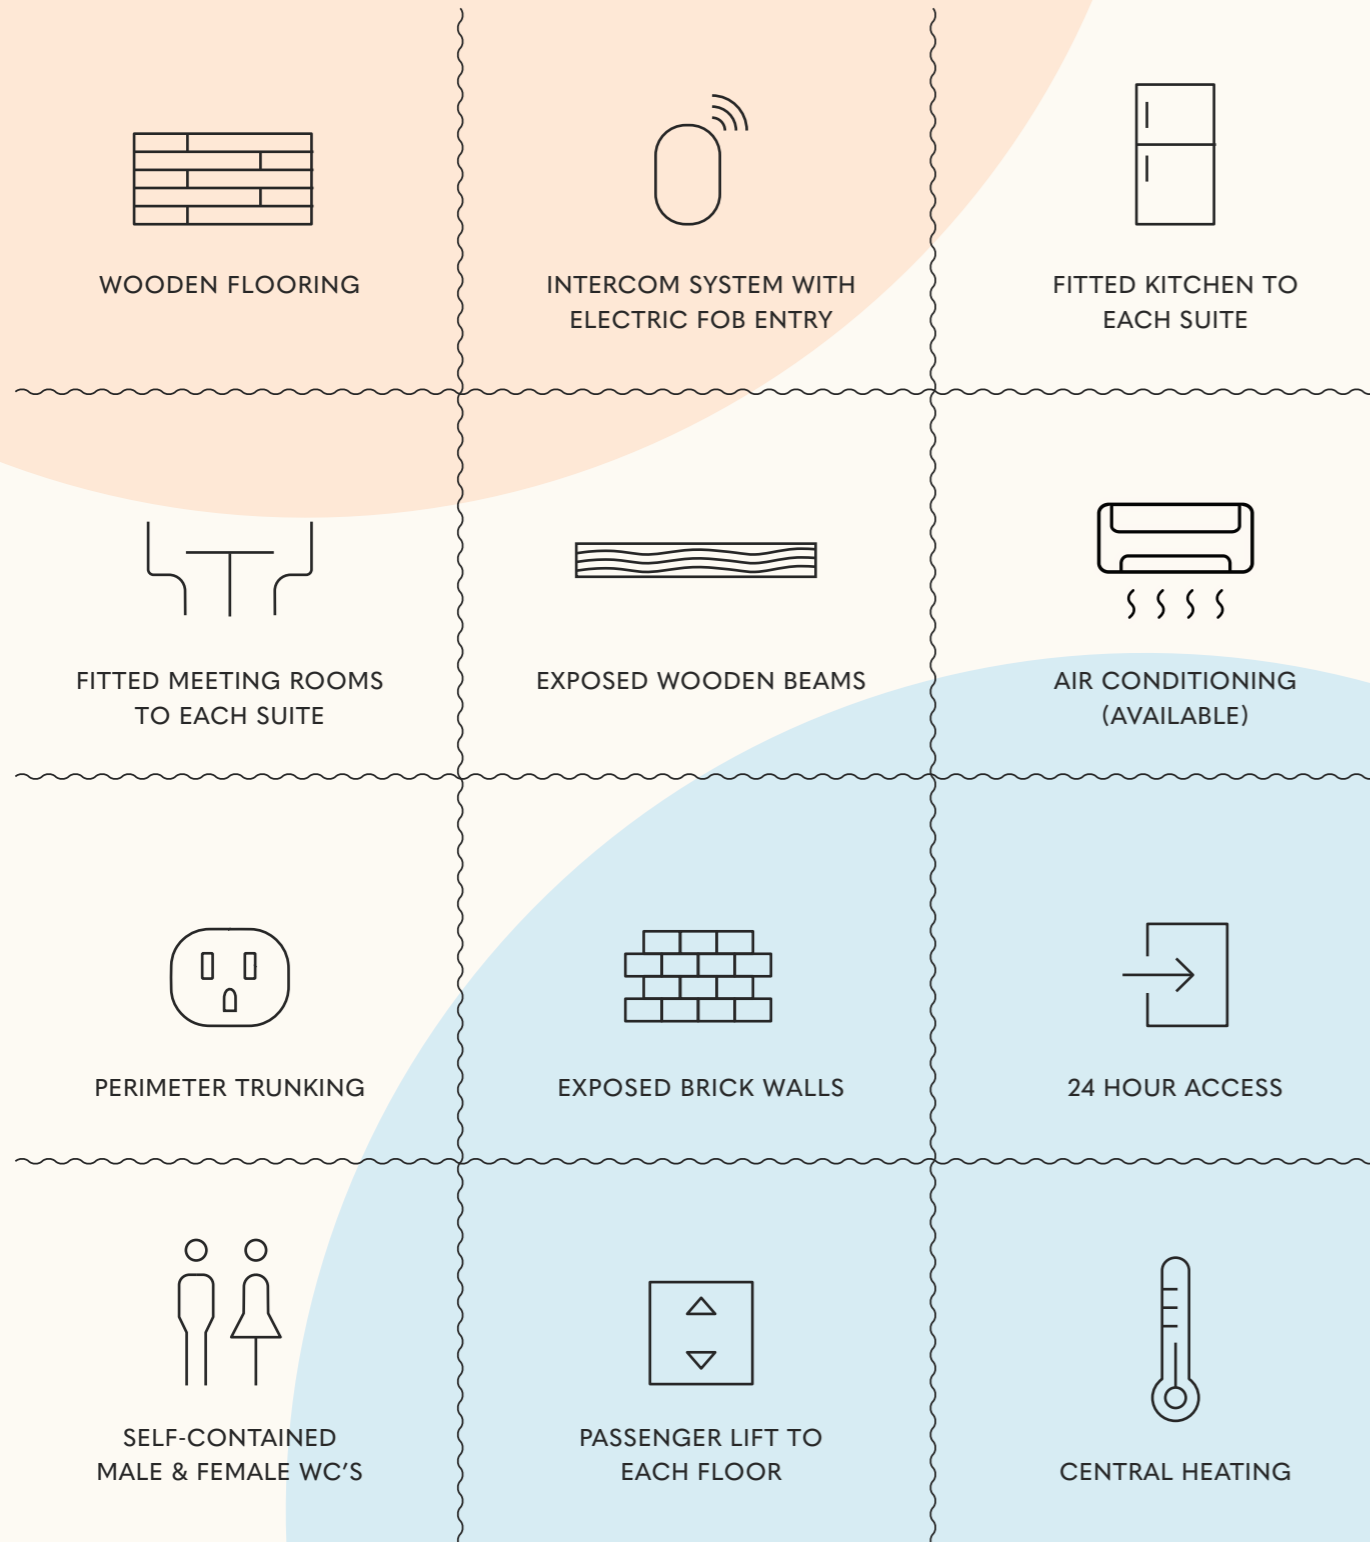 WOODEN FLOORING
INTERCOM SYSTEM WITH
ELECTRIC FOB ENTRY
FITTED KITCHEN TO
EACH SUITE
FITTED MEETING ROOMS
TO EACH SUITE
EXPOSED WOODEN BEAMS
AIR CONDITIONING
(AVAILABLE)
PERIMETER TRUNKING
EXPOSED BRICK WALLS
24 HOUR ACCESS
SELF-CONTAINED
MALE & FEMALE WC’S
PASSENGER LIFT TO
EACH FLOOR
CENTRAL HEATING